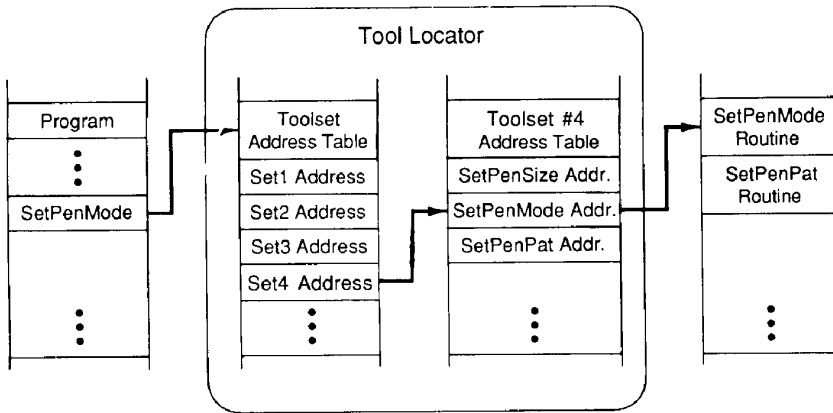 Tool Locator
Program
SetPenMode
Toolset
Address Table
Set1 Address
Set2 Address
Set3 Address
Set4 Address
Toolset #4
Address Table
SetPenSize Addr.
SetPenMode Addr.
SetPenPat Addr.
SetPenMode
Routine
SetPenPat
Routine